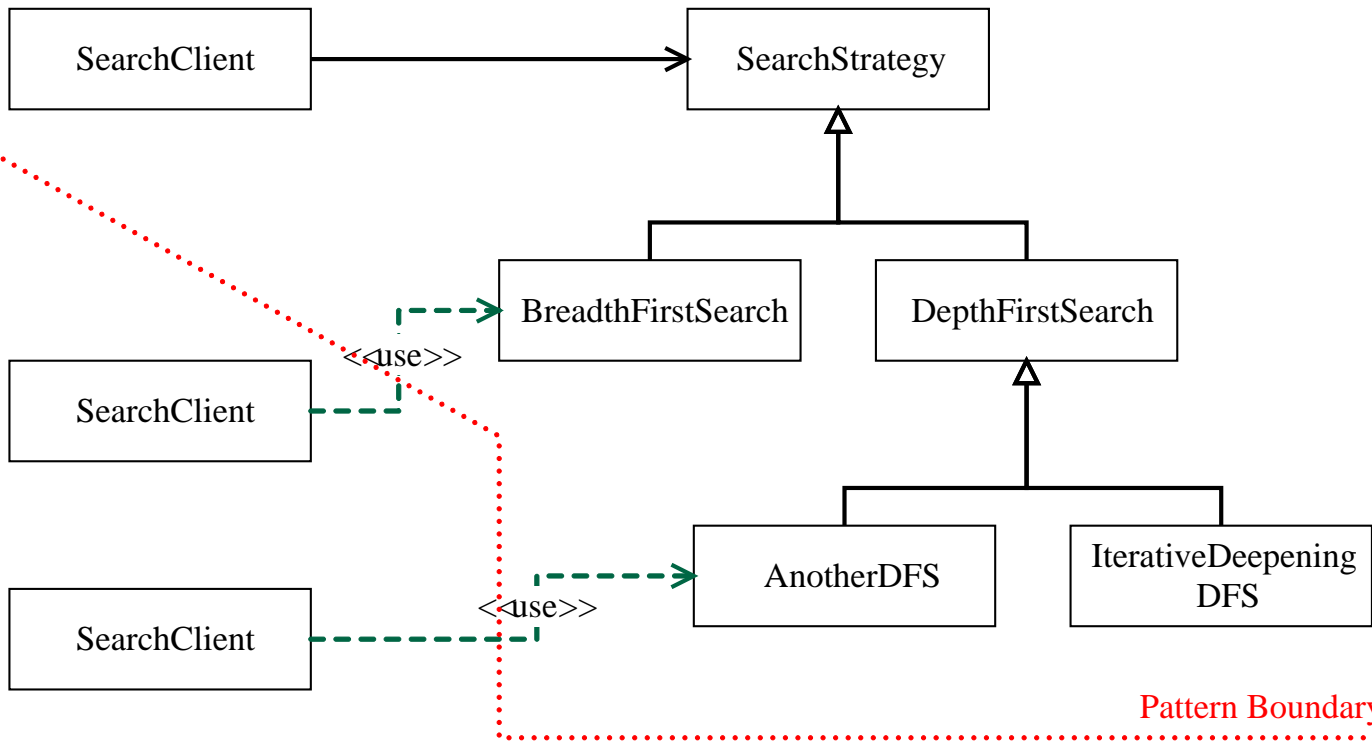 SearchClient
SearchStrategy
BreadthFirstSearch
DepthFirstSearch
<<use>>
SearchClient
AnotherDFS
IterativeDeepening
DFS
<<use>>
SearchClient
Pattern Boundary